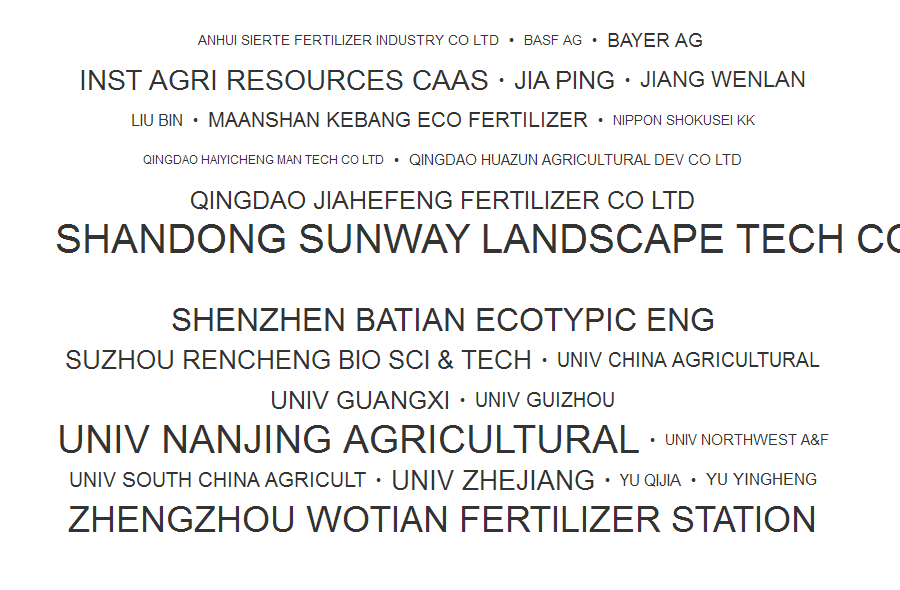 ANHUI SIERTE FERTILIZER INDUSTRY CO LTD • BASF AG • BAYER AG
INST AGRI RESOURCES CAAS • JIA PING • JIANG WENLAN
LIU BIN • MAANSHAN KEBANG ECO FERTILIZER • NIPPON SHOKUSEI KK
QINGDAO HAIYICHENG MAN TECH CO LTD • QINGDAO HUAZUN AGRICULTURAL DEV CO LTD
QINGDAO JIAHEFENG FERTILIZER CO LTD
SHANDONG SUNWAY LANDSCAPE TECH CO
SHENZHEN BATIAN ECOTYPIC ENG
SUZHOU RENCHENG BIO SCI & TECH • UNIV CHINA AGRICULTURAL
UNIV GUANGXI • UNIV GUIZHOU
UNIV NANJING AGRICULTURAL • UNIV NORTHWEST A&F
UNIV SOUTH CHINA AGRICULT • UNIV ZHEJIANG • YU QIJIA • YU YINGHENG
ZHENGZHOU WOTIAN FERTILIZER STATION